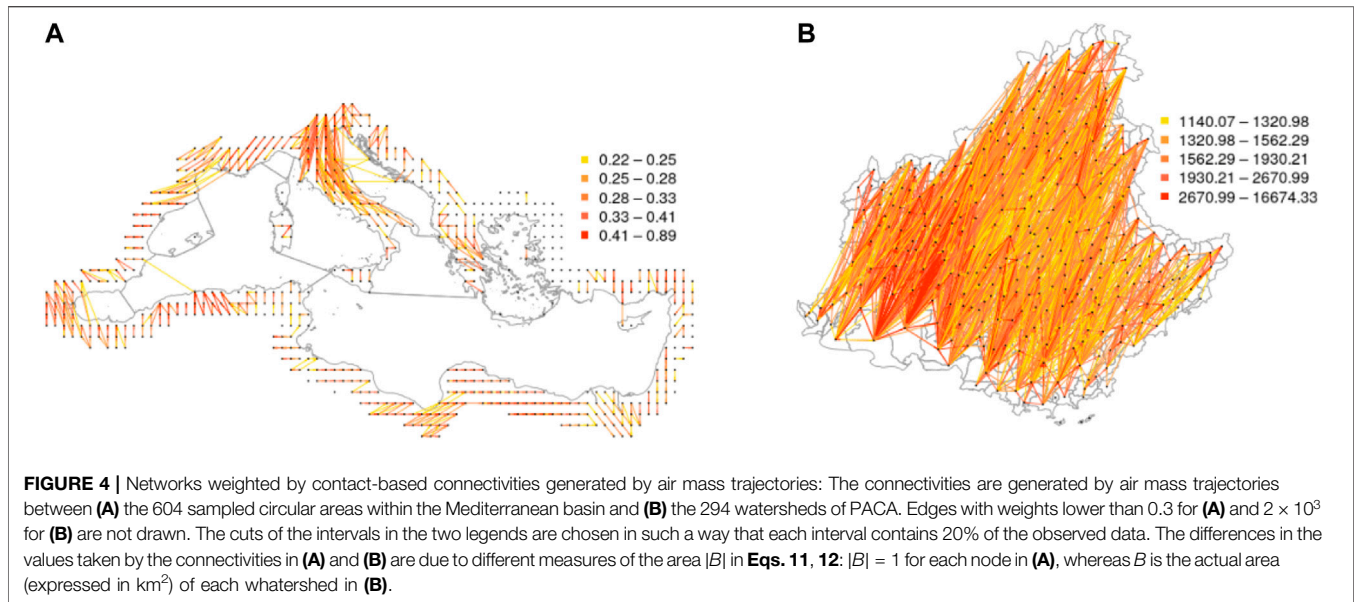 A
B
0.22 – 0.25
0.25 – 0.28
0.28 – 0.33
0.33 – 0.41
0.41 – 0.89
1140.07 – 1320.98
1320.98 – 1562.29
1562.29 – 1930.21
1930.21 – 2670.99
2670.99 – 16674.33
FIGURE 4 | Networks weighted by contact-based connectivities generated by air mass trajectories: The connectivities are generated by air mass trajectories
between (A) the 604 sampled circular areas within the Mediterranean basin and (B) the 294 watersheds of PACA. Edges with weights lower than 0.3 for (A) and 2 × 10³
for (B) are not drawn. The cuts of the intervals in the two legends are chosen in such a way that each interval contains 20% of the observed data. The differences in the
values taken by the connectivities in (A) and (B) are due to different measures of the area |B| in Eqs. 11, 12: |B| = 1 for each node in (A), whereas B is the actual area
(expressed in km²) of each whatershed in (B).